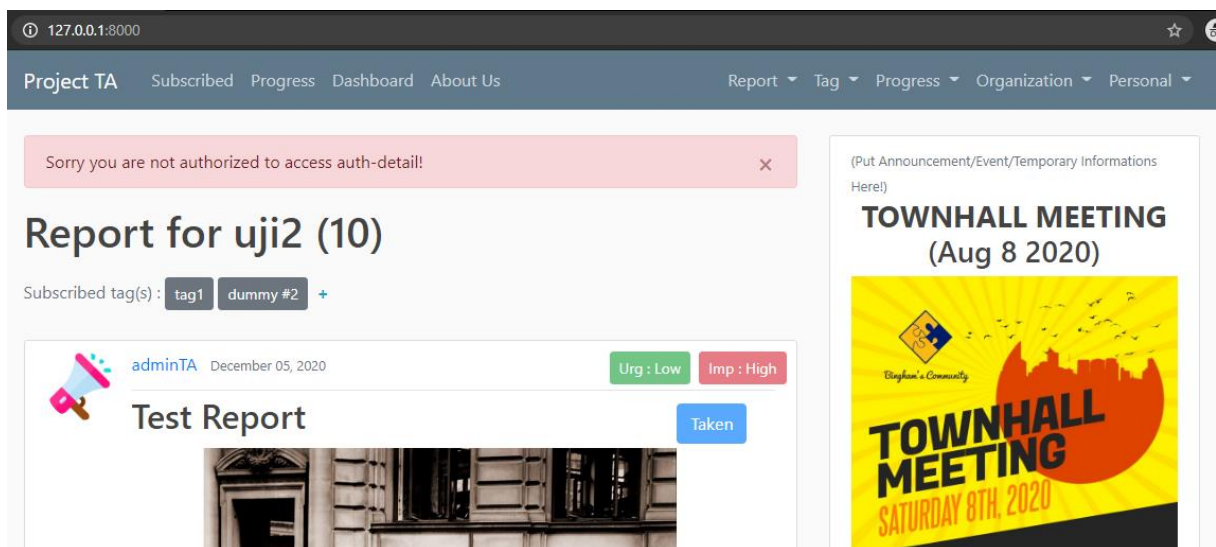 127.0.0.1:8000
Project TA Subscribed Progress Dashboard About Us Report Tag Progress Organization Personal
Sorry you are not authorized to access auth-detail! ×
Report for uji2 (10)
Subscribed tag(s) : tag1 dummy #2 +
adminTA December 05, 2020 Urg : Low Imp : High
Test Report Taken
(Put Announcement/Event/Temporary Informations
Here!)
TOWNHALL MEETING
(Aug 8 2020)
Bingham's Community
TOWNHALL
MEETING
SATURDAY 8TH, 2020